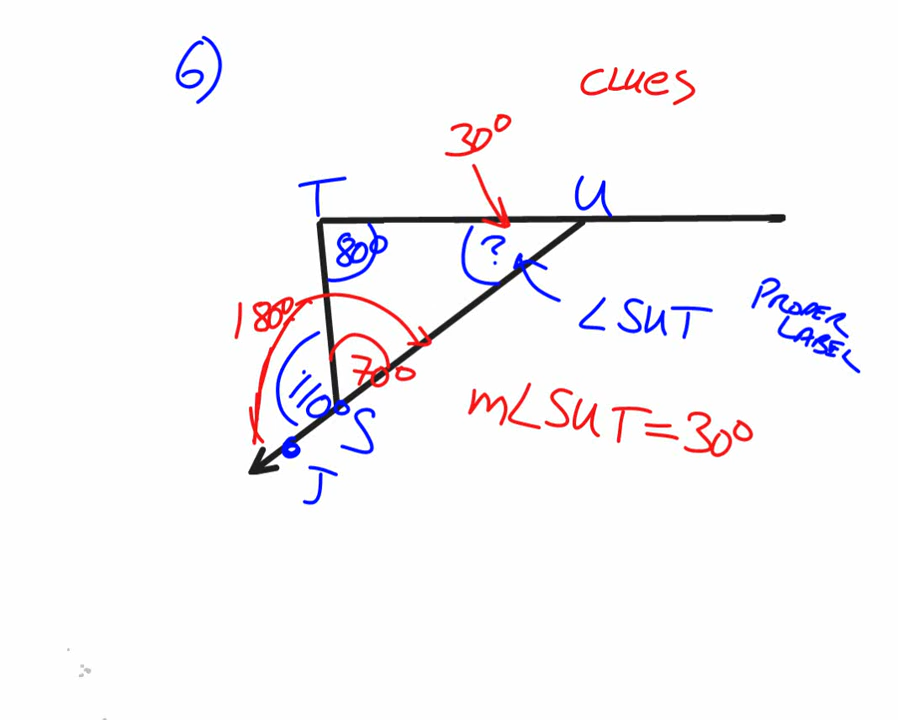 6)
clues
30°
T
U
80°
?
∠SUT
PROPER
LABEL
180°
110°
70°
S
J
m∠SUT=30°